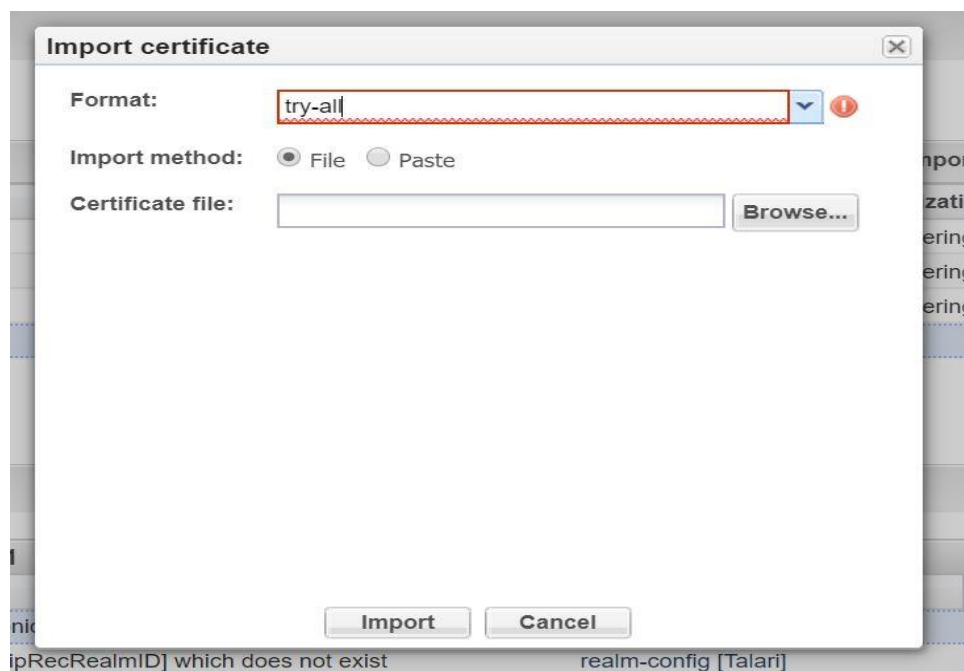 Import certificate
Format: try-all
Import method: File Paste
Certificate file: Browse...
Import Cancel
ipRecRealmID] which does not exist realm-config [Talari]